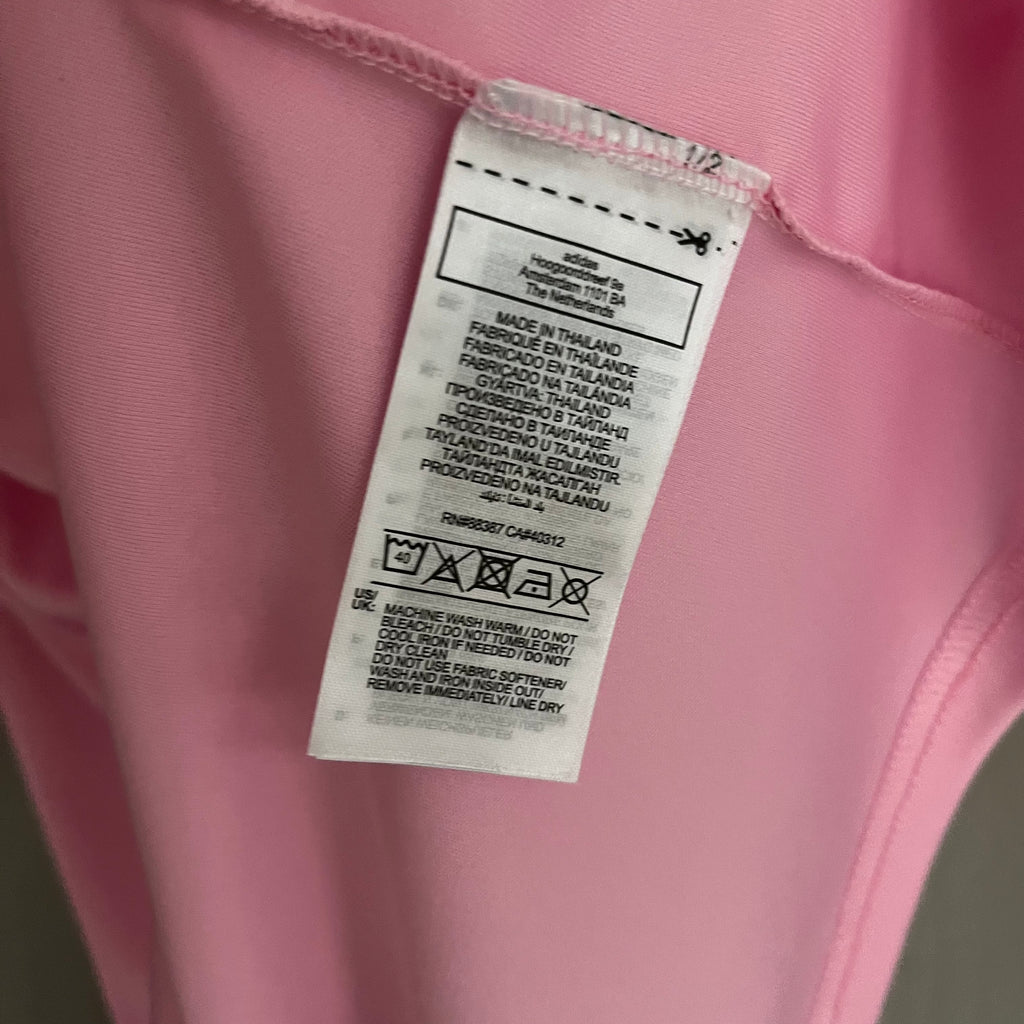 1/2
adidas
Hoogoorddreef 9a
Amsterdam 1101 BA
The Netherlands
MADE IN THAILAND
FABRIQUÉ EN THAÏLANDE
FABRICADO EN TAILANDIA
FABRICADO NA TAILÂNDIA
GYÁRTVA: THAILAND
ПРОИЗВЕДЕНО В ТАЙЛАНД
СДЕЛАНО В ТАИЛАНДЕ
PROIZVEDENO U TAJLANDU
TAYLAND'DA IMAL EDILMISTIR.
ТАЙЛАНДТА ЖАСАЛҒАН
PROIZVEDENO NA TAJLANDU
RN#88387 CA#40312
40
US/
UK: MACHINE WASH WARM / DO NOT
BLEACH / DO NOT TUMBLE DRY /
COOL IRON IF NEEDED / DO NOT
DRY CLEAN
DO NOT USE FABRIC SOFTENER/
WASH AND IRON INSIDE OUT/
REMOVE IMMEDIATELY/ LINE DRY